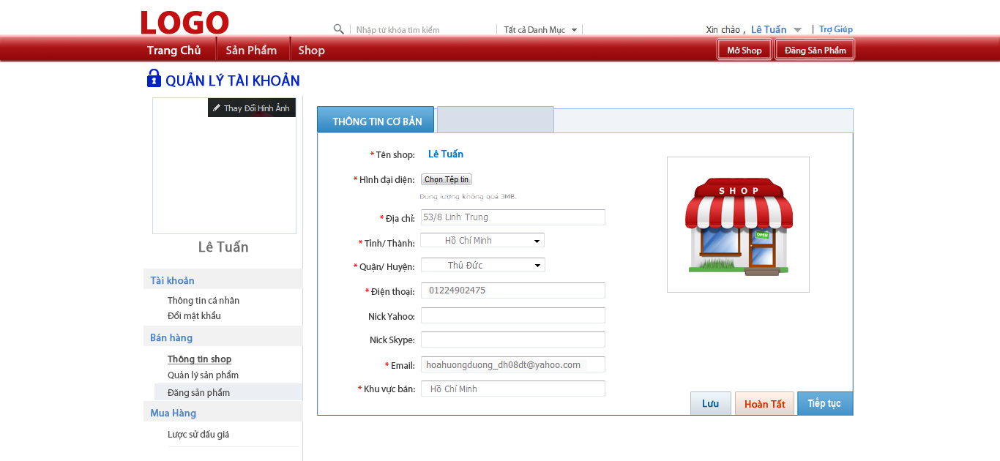 LOGO
Nhập từ khóa tìm kiếm
Tất cả Danh Mục
Xin chào , Lê Tuấn | Trợ Giúp
Trang Chủ Sản Phẩm Shop
Mở Shop Đăng Sản Phẩm
QUẢN LÝ TÀI KHOẢN
Thay Đổi Hình Ảnh
Lê Tuấn
Tài khoản
Thông tin cá nhân
Đổi mật khẩu
Bán hàng
Thông tin shop
Quản lý sản phẩm
Đăng sản phẩm
Mua Hàng
Lược sử đấu giá
THÔNG TIN CƠ BẢN
* Tên shop: Lê Tuấn
* Hình đại diện: Chọn Tệp tin
Dung lượng không quá 3MB.
* Địa chỉ: 53/8 Linh Trung
* Tỉnh/ Thành: Hồ Chí Minh
* Quận/ Huyện: Thủ Đức
* Điện thoại: 01224902475
Nick Yahoo:
Nick Skype:
* Email: hoahuongduong_dh08dt@yahoo.com
* Khu vực bán: Hồ Chí Minh
SHOP
OPEN
Lưu Hoàn Tất Tiếp tục